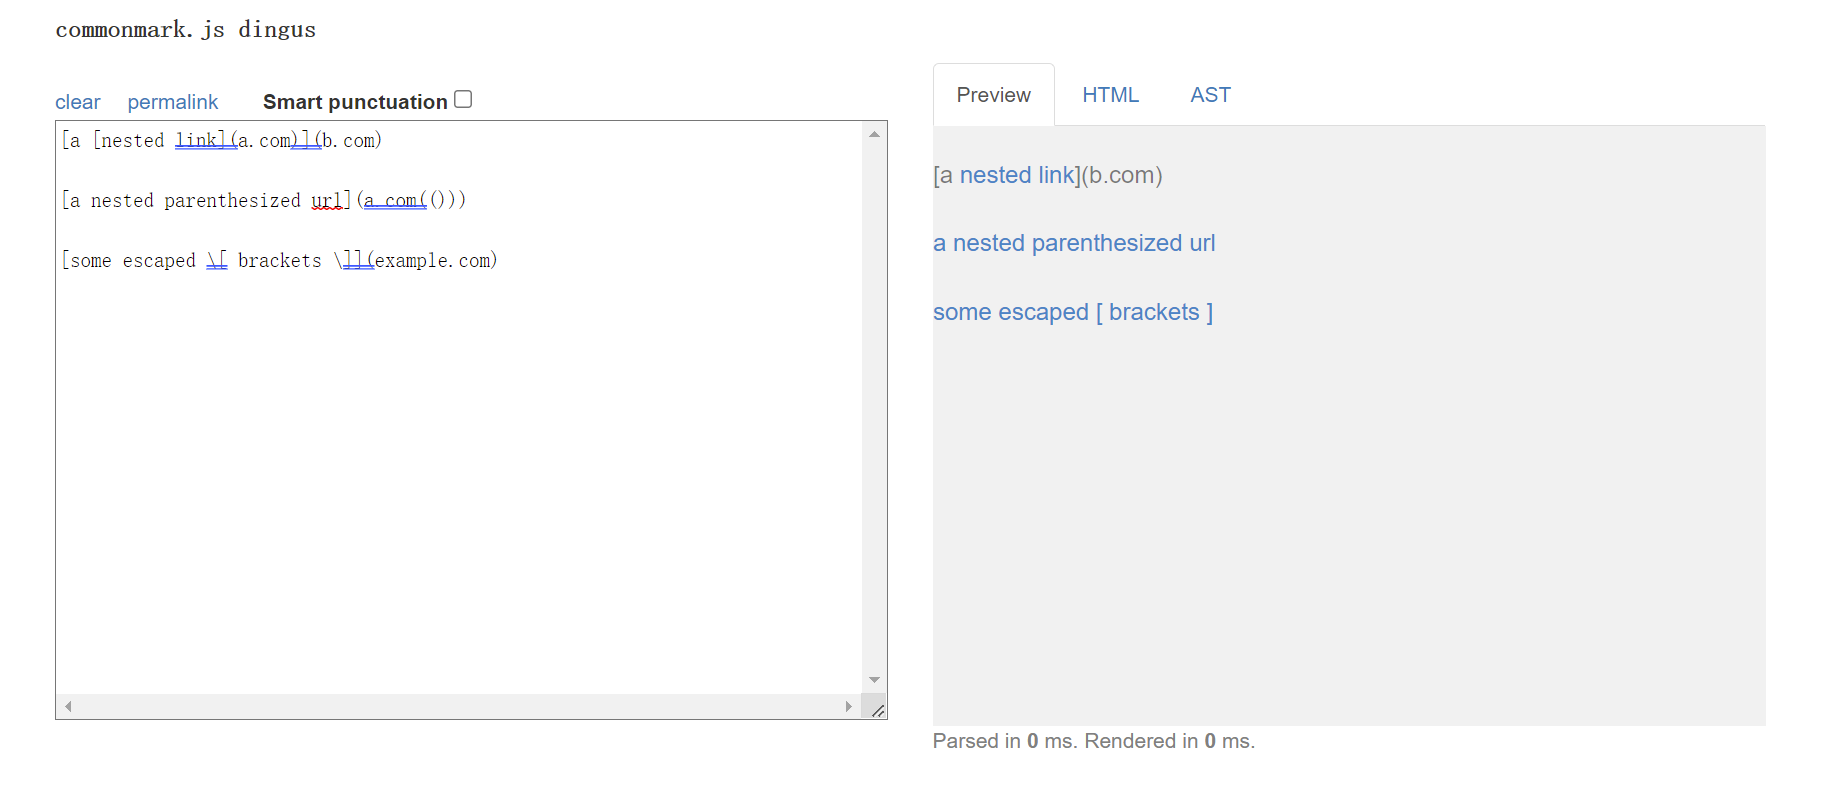 commonmark.js dingus
clear permalink Smart punctuation
[a [nested link](a.com)](b.com)
[a nested parenthesized url](a.com(()))
[some escaped \[ brackets \]](example.com)
Preview HTML AST
[a nested link](b.com)
a nested parenthesized url
some escaped [ brackets ]
Parsed in 0 ms. Rendered in 0 ms.